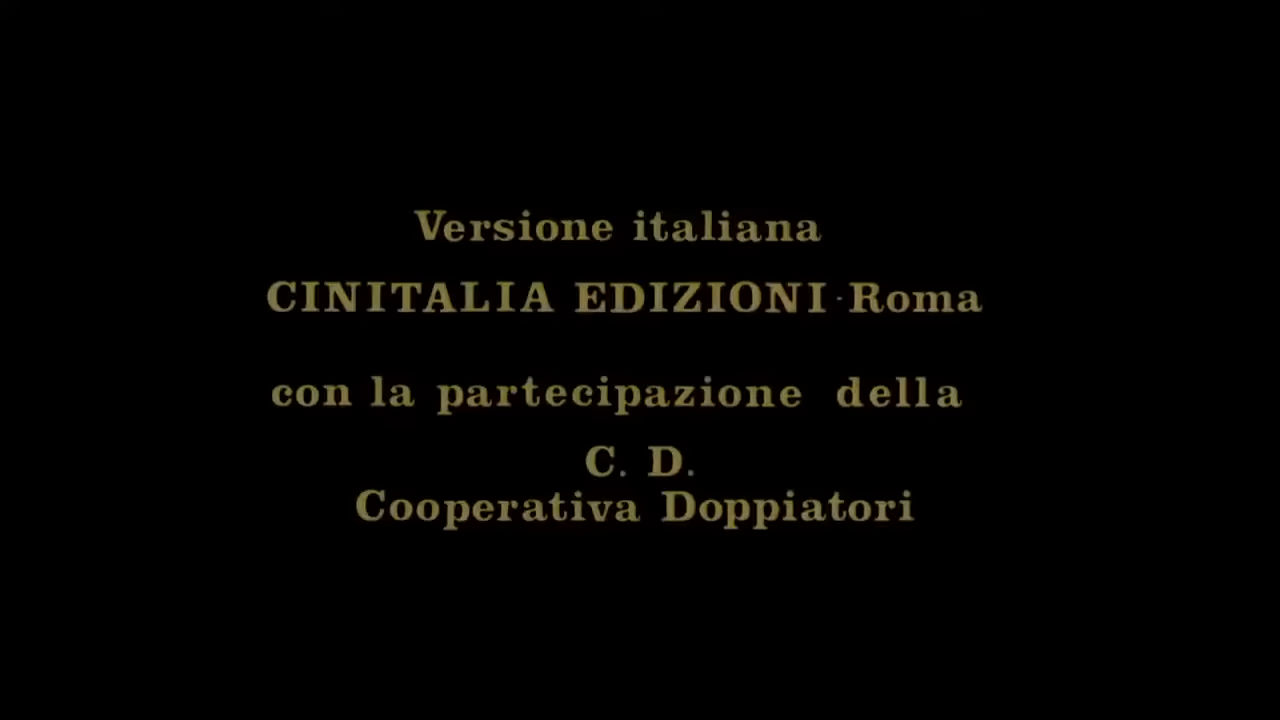 Versione italiana
CINITALIA EDIZIONI·Roma
con la partecipazione della
C. D.
Cooperativa Doppiatori